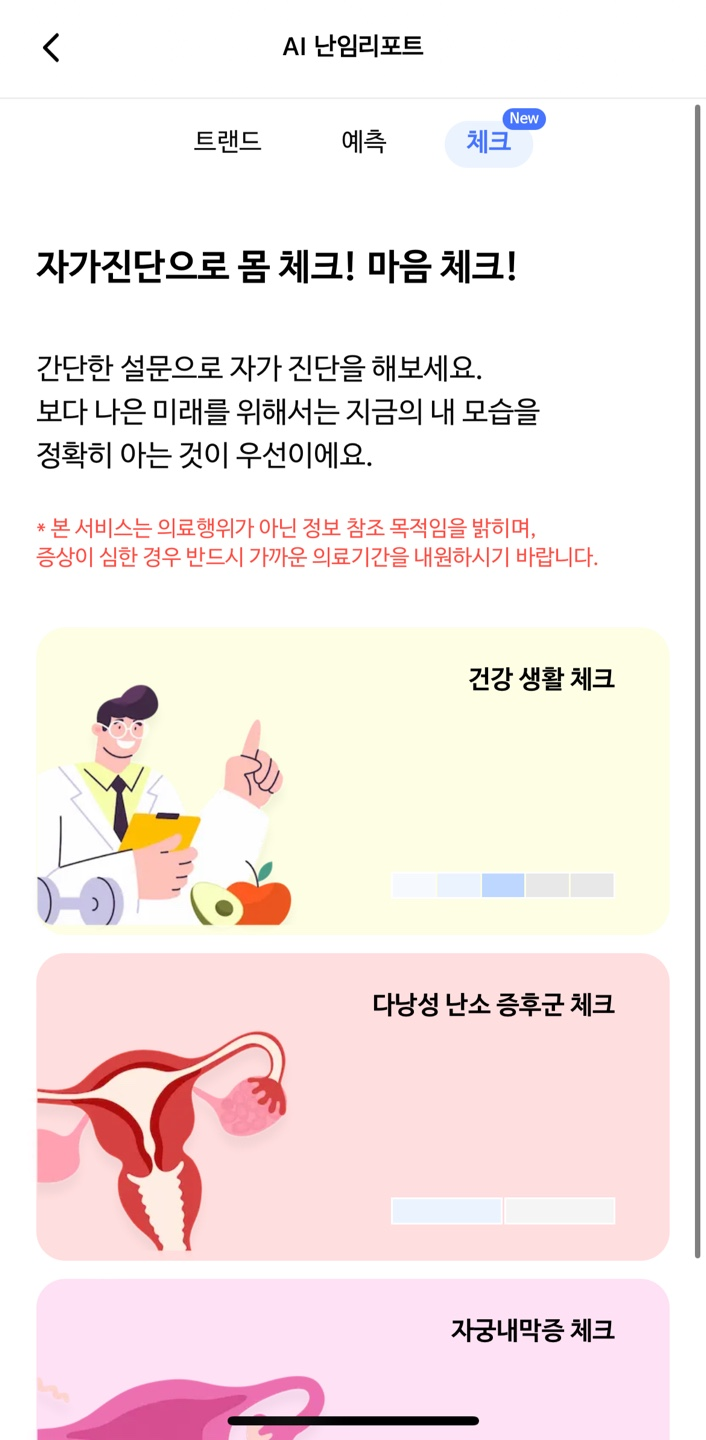 AI 난임리포트
New
트랜드 예측 체크
자가진단으로 몸 체크! 마음 체크!
간단한 설문으로 자가 진단을 해보세요.
보다 나은 미래를 위해서는 지금의 내 모습을
정확히 아는 것이 우선이에요.
* 본 서비스는 의료행위가 아닌 정보 참조 목적임을 밝히며,
증상이 심한 경우 반드시 가까운 의료기간을 내원하시기 바랍니다.
건강 생활 체크
다낭성 난소 증후군 체크
자궁내막증 체크